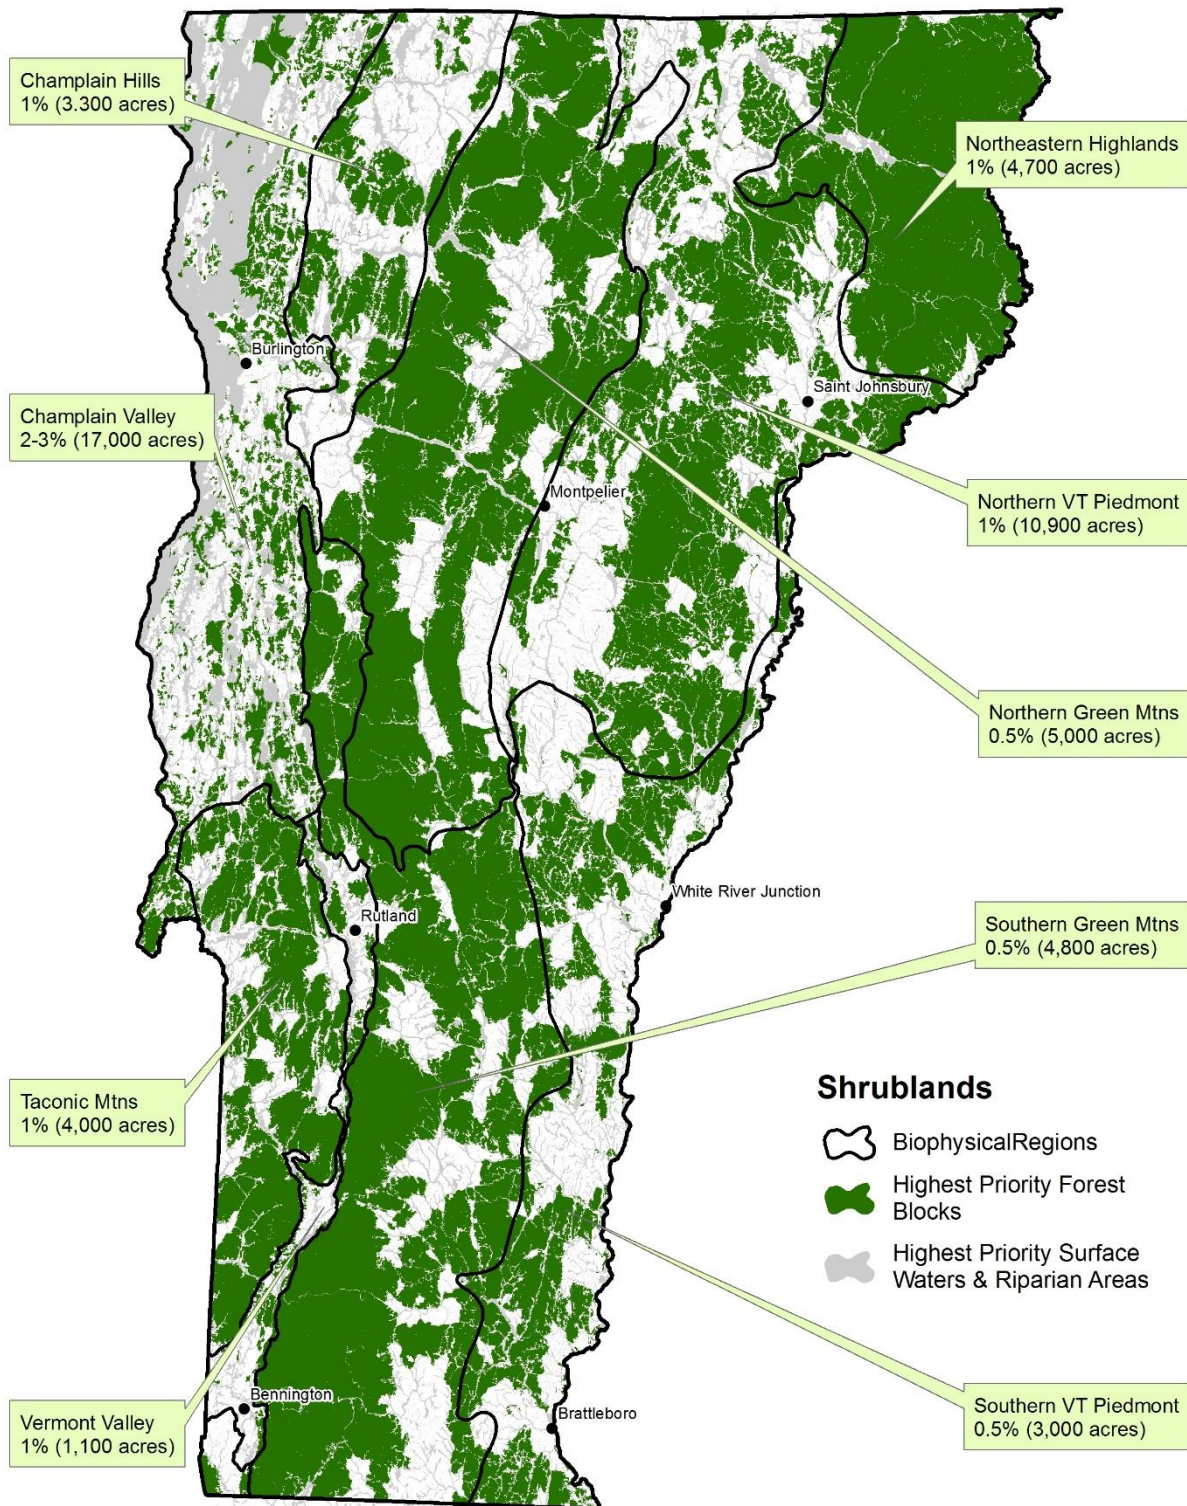 Champlain Hills
1% (3.300 acres)
Northeastern Highlands
1% (4,700 acres)
Burlington
Saint Johnsbury
Champlain Valley
2-3% (17,000 acres)
Montpelier
Northern VT Piedmont
1% (10,900 acres)
Northern Green Mtns
0.5% (5,000 acres)
White River Junction
Rutland
Southern Green Mtns
0.5% (4,800 acres)
Taconic Mtns
1% (4,000 acres)
Shrublands
BiophysicalRegions
Highest Priority Forest
Blocks
Highest Priority Surface
Waters & Riparian Areas
Bennington
Brattleboro
Vermont Valley
1% (1,100 acres)
Southern VT Piedmont
0.5% (3,000 acres)